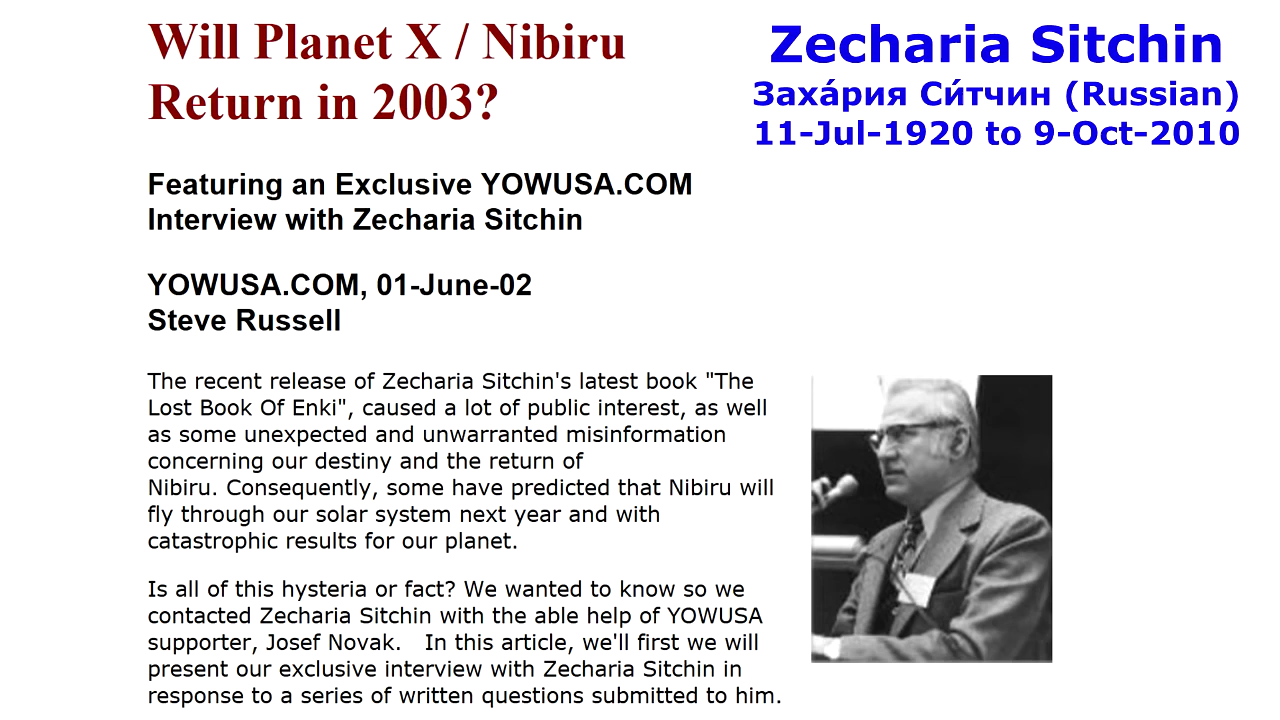 Will Planet X / Nibiru
Return in 2003?
Zecharia Sitchin
Заха́рия Си́тчин (Russian)
11-Jul-1920 to 9-Oct-2010
Featuring an Exclusive YOWUSA.COM
Interview with Zecharia Sitchin
YOWUSA.COM, 01-June-02
Steve Russell
The recent release of Zecharia Sitchin's latest book "The
Lost Book Of Enki", caused a lot of public interest, as well
as some unexpected and unwarranted misinformation
concerning our destiny and the return of
Nibiru. Consequently, some have predicted that Nibiru will
fly through our solar system next year and with
catastrophic results for our planet.
Is all of this hysteria or fact? We wanted to know so we
contacted Zecharia Sitchin with the able help of YOWUSA
supporter, Josef Novak. In this article, we'll first we will
present our exclusive interview with Zecharia Sitchin in
response to a series of written questions submitted to him.